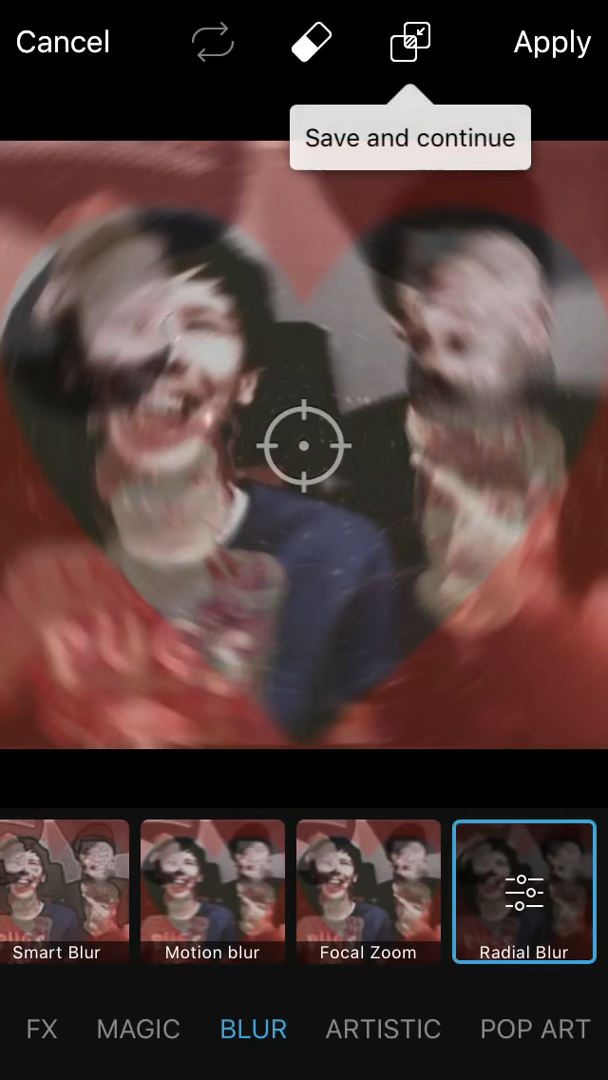 Cancel
Apply
Save and continue
Smart Blur
Motion blur
Focal Zoom
Radial Blur
FX
MAGIC
BLUR
ARTISTIC
POP ART